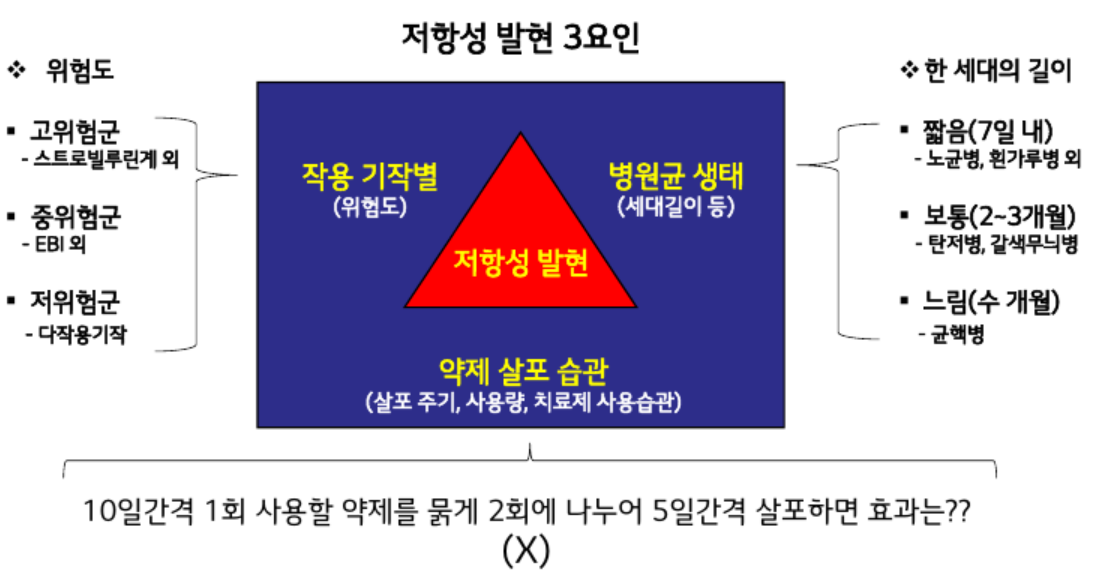 저항성 발현 3요인
❖ 위험도
▪ 고위험군
- 스트로빌루린계 외
▪ 중위험군
- EBI 외
▪ 저위험군
- 다작용기작
작용 기작별
(위험도)
병원균 생태
(세대길이 등)
저항성 발현
약제 살포 습관
(살포 주기, 사용량, 치료제 사용습관)
❖ 한 세대의 길이
▪ 짧음(7일 내)
- 노균병, 흰가루병 외
▪ 보통(2~3개월)
- 탄저병, 갈색무늬병
▪ 느림(수 개월)
- 균핵병
10일간격 1회 사용할 약제를 묽게 2회에 나누어 5일간격 살포하면 효과는??
(X)